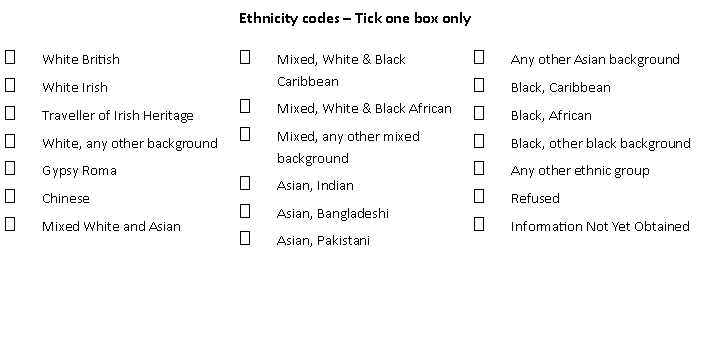 Ethnicity codes – Tick one box only
White British
White Irish
Traveller of Irish Heritage
White, any other background
Gypsy Roma
Chinese
Mixed White and Asian
Mixed, White & Black
Caribbean
Mixed, White & Black African
Mixed, any other mixed
background
Asian, Indian
Asian, Bangladeshi
Asian, Pakistani
Any other Asian background
Black, Caribbean
Black, African
Black, other black background
Any other ethnic group
Refused
Information Not Yet Obtained